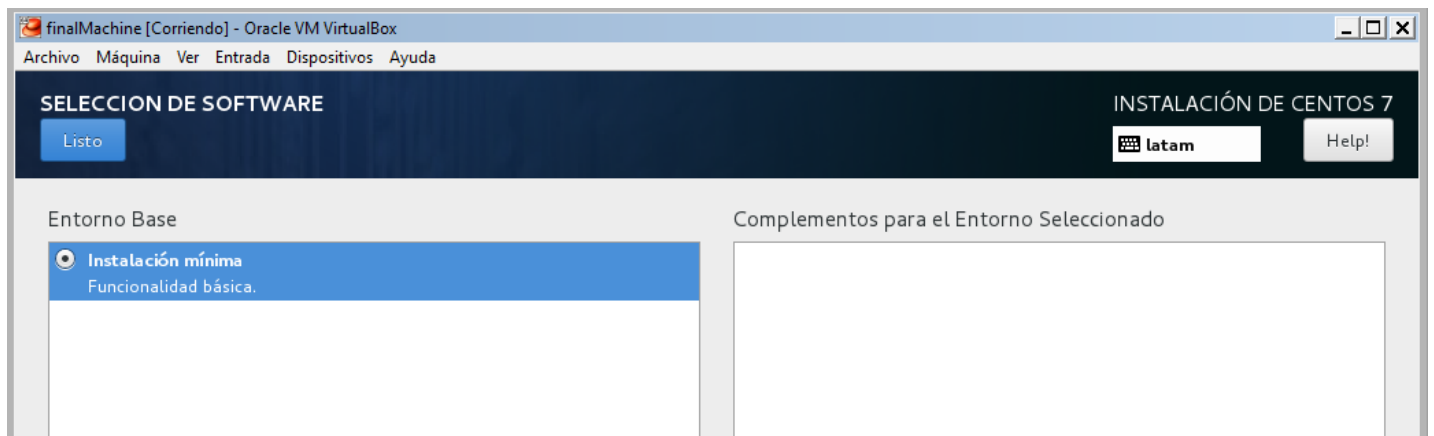 finalMachine [Corriendo] - Oracle VM VirtualBox
Archivo Máquina Ver Entrada Dispositivos Ayuda
SELECCION DE SOFTWARE
INSTALACIÓN DE CENTOS 7
Listo
latam
Help!
Entorno Base
Complementos para el Entorno Seleccionado
Instalación mínima
Funcionalidad básica.